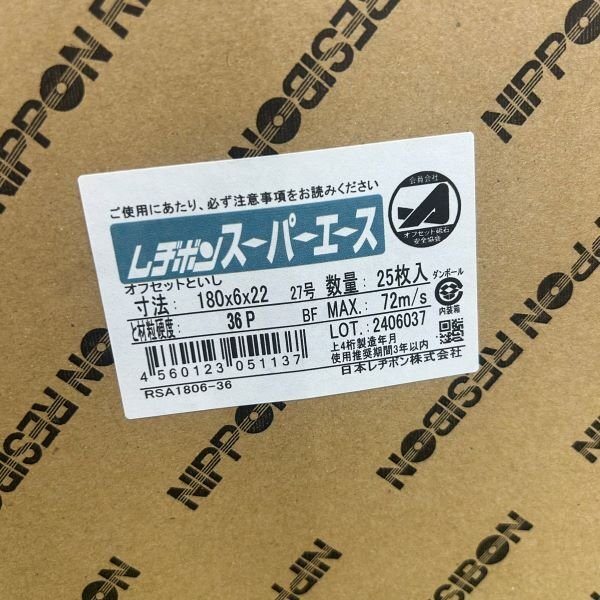 NIPPON RESIBON
NIPPON RESIBON
ご使用にあたり、必ず注意事項をお読みください
会員会社
オフセット砥石
安全協会
レヂボンスーパーエース
オフセットといし
寸法: 180x6x22 27号 数量: 25枚入
と材粒硬度: 36P BF MAX.: 72m/s
LOT.: 2406037
上4桁製造年月
使用推奨期間3年以内
日本レヂボン株式会社
ダンボール
内装箱
4 560123 051137
RSA1806-36
NIPPON RESIBON
NIPPON RESIBON
NIPPON